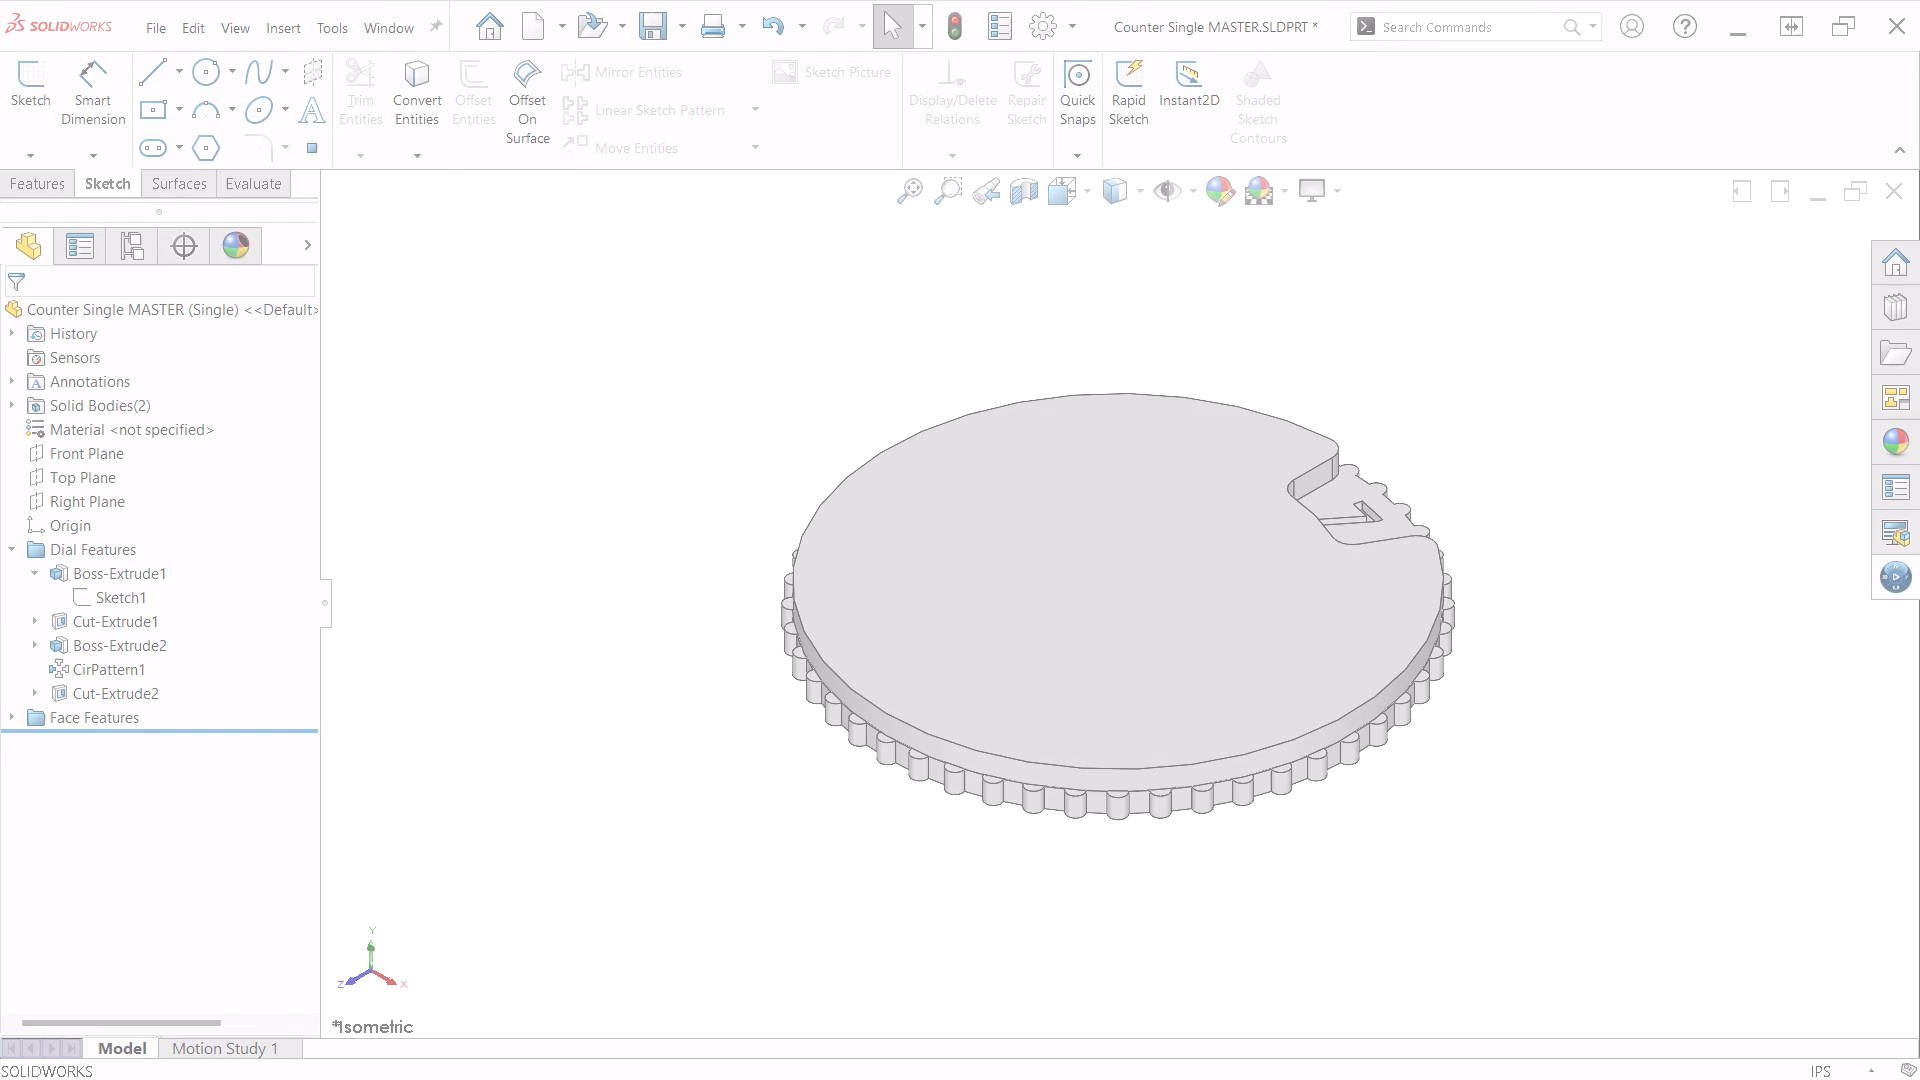 SOLIDWORKS
File Edit View Insert Tools Window
Counter Single MASTER.SLDPRT *
Search Commands
Sketch
Smart Dimension
Trim Entities
Convert Entities
Offset Entities
Offset On Surface
Mirror Entities
Linear Sketch Pattern
Move Entities
Sketch Picture
Display/Delete Relations
Repair Sketch
Quick Snaps
Rapid Sketch
Instant2D
Shaded Sketch Contours
Features Sketch Surfaces Evaluate
Counter Single MASTER (Single) <<Default>
History
Sensors
Annotations
Solid Bodies(2)
Material <not specified>
Front Plane
Top Plane
Right Plane
Origin
Dial Features
Boss-Extrude1
Sketch1
Cut-Extrude1
Boss-Extrude2
CirPattern1
Cut-Extrude2
Face Features
Y
Z X
*Isometric
Model Motion Study 1
SOLIDWORKS
IPS